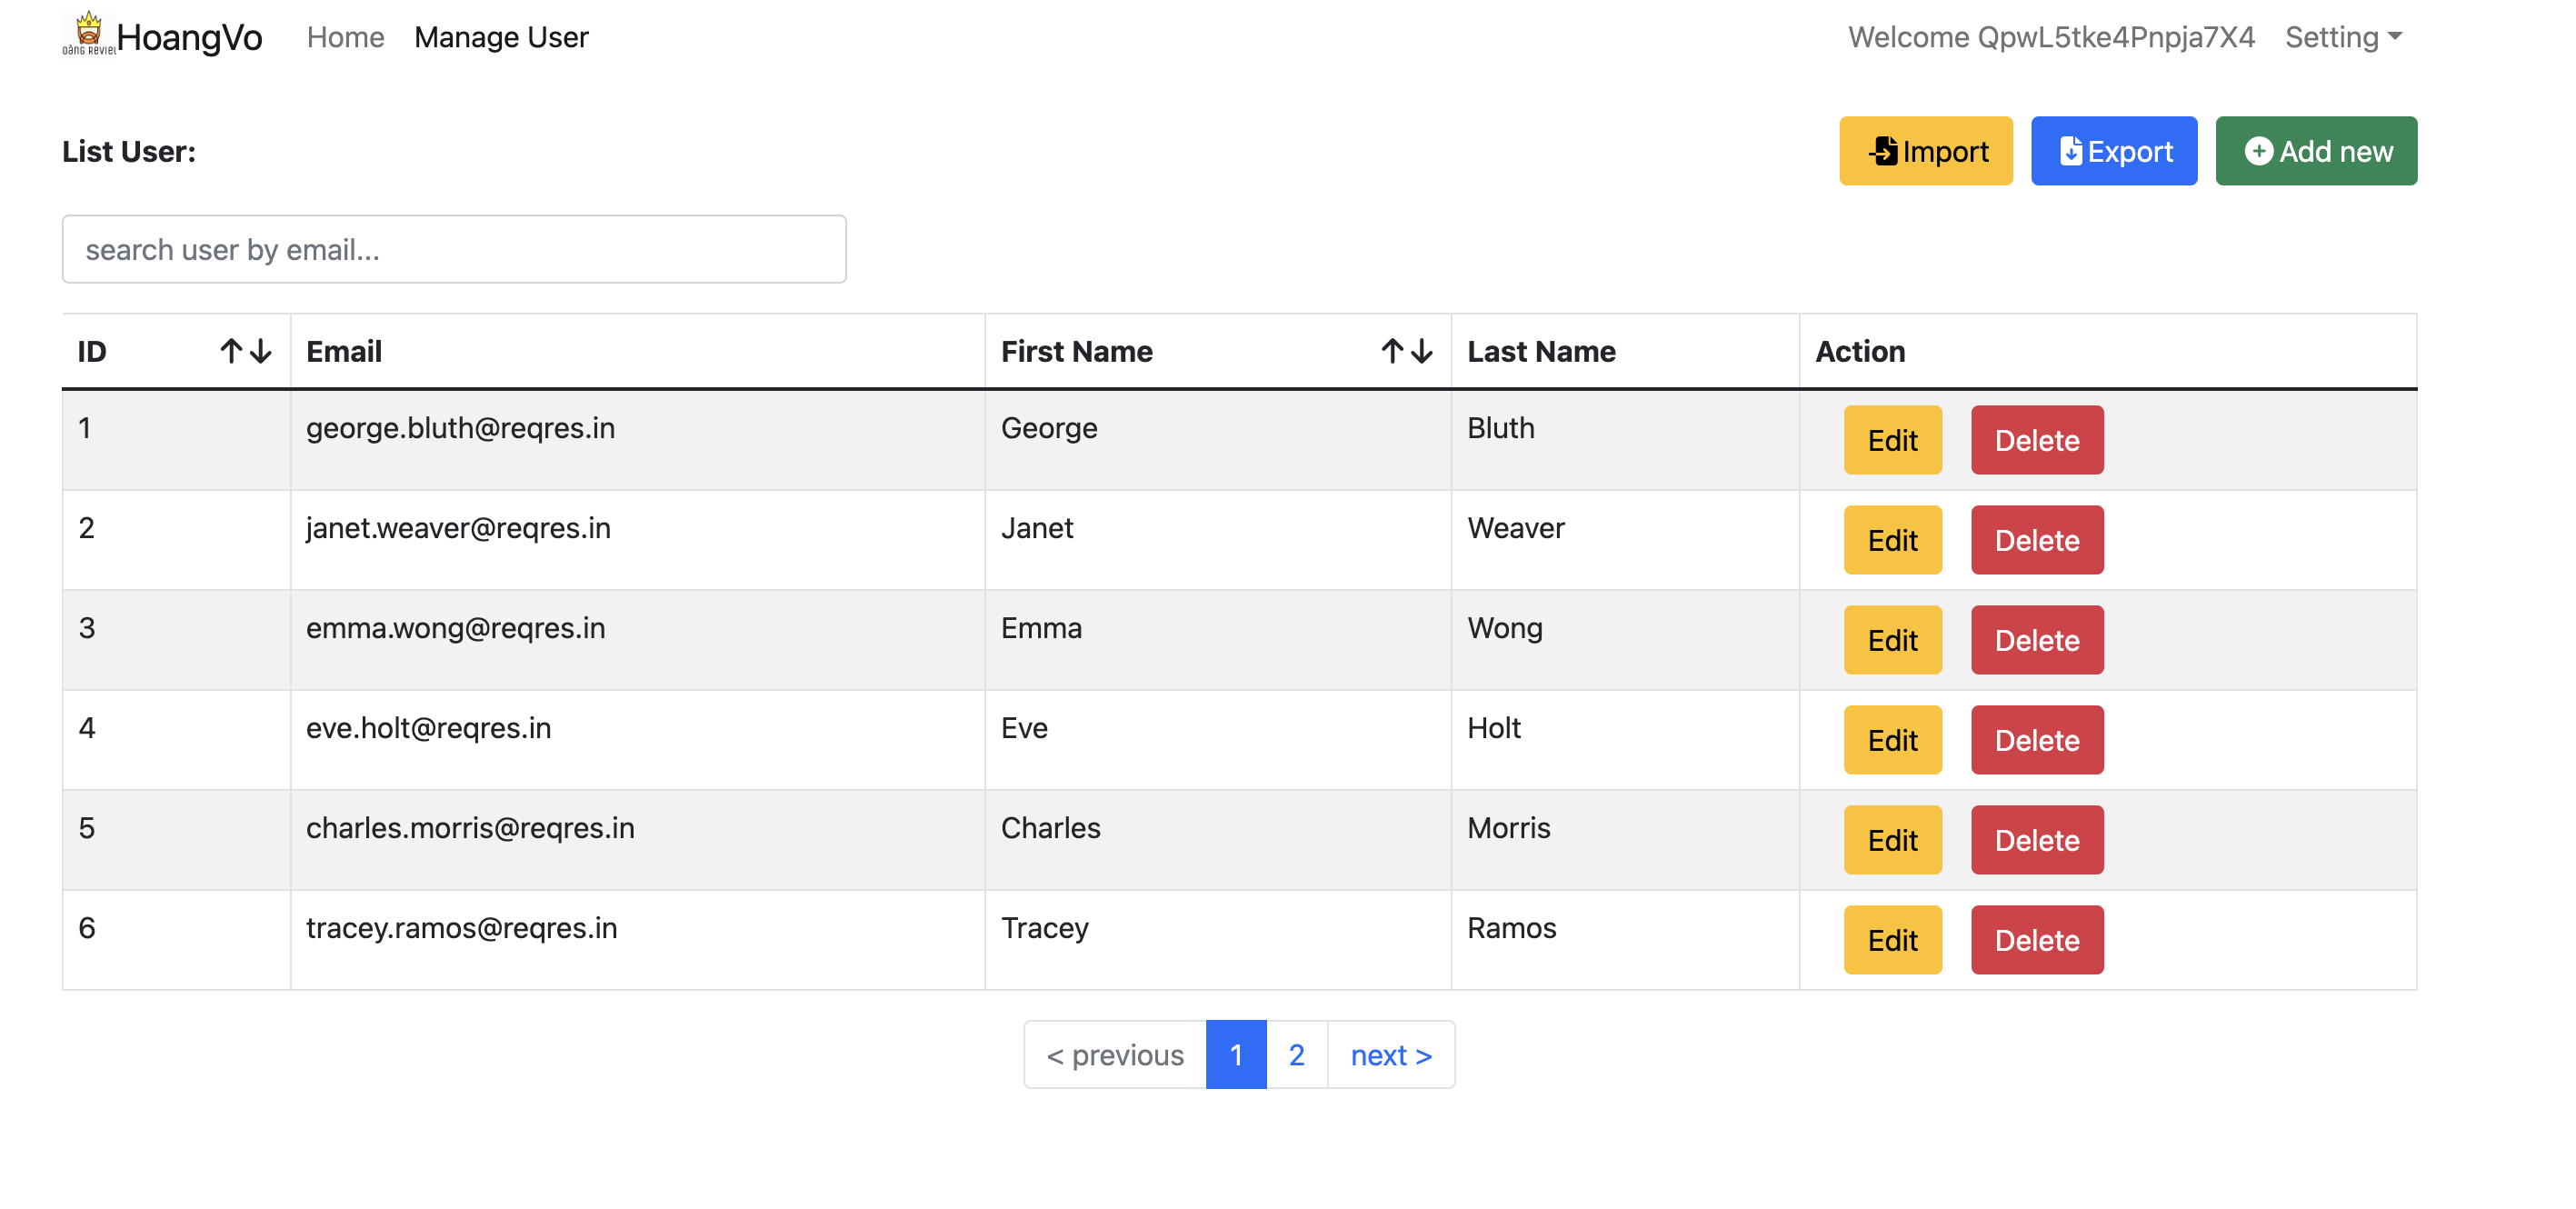 HoangVo Home Manage User Welcome QpwL5tke4Pnpja7X4 Setting
List User: Import Export Add new
search user by email...
ID Email First Name Last Name Action
1 george.bluth@reqres.in George Bluth Edit Delete
2 janet.weaver@reqres.in Janet Weaver Edit Delete
3 emma.wong@reqres.in Emma Wong Edit Delete
4 eve.holt@reqres.in Eve Holt Edit Delete
5 charles.morris@reqres.in Charles Morris Edit Delete
6 tracey.ramos@reqres.in Tracey Ramos Edit Delete
< previous 1 2 next >